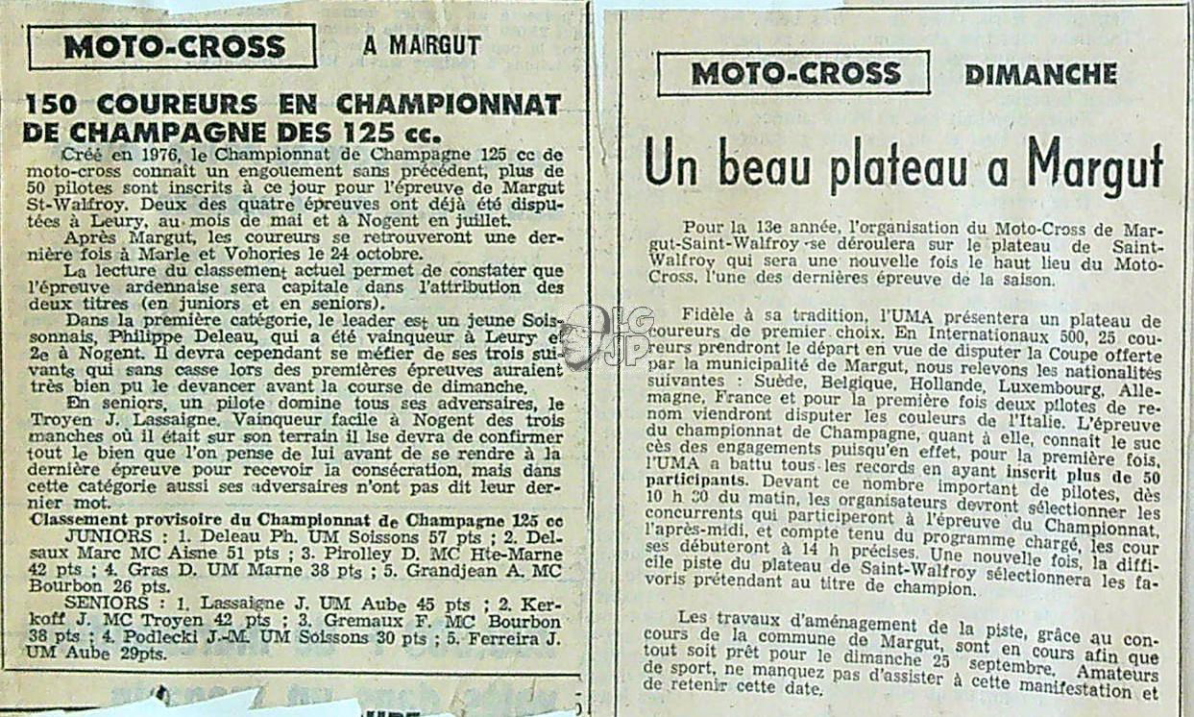 MOTO-CROSS A MARGUT
150 COUREURS EN CHAMPIONNAT
DE CHAMPAGNE DES 125 cc.
Créé en 1976, le Championnat de Champagne 125 cc de
moto-cross connaît un engouement sans précédent, plus de
50 pilotes sont inscrits à ce jour pour l'épreuve de Margut
St-Walfroy. Deux des quatre épreuves ont déjà été dispu-
tées à Leury, au mois de mai et à Nogent en juillet.
Après Margut, les coureurs se retrouveront une der-
nière fois à Marle et Vohories le 24 octobre.
La lecture du classement actuel permet de constater que
l'épreuve ardennaise sera capitale dans l'attribution des
deux titres (en juniors et en seniors).
Dans la première catégorie, le leader est un jeune Sois-
sonnais, Philippe Deleau, qui a été vainqueur à Leury et
2e à Nogent. Il devra cependant se méfier de ses trois sui-
vants qui sans casse lors des premières épreuves auraient
très bien pu le devancer avant la course de dimanche.
En seniors, un pilote domine tous ses adversaires, le
Troyen J. Lassaigne. Vainqueur facile à Nogent des trois
manches où il était sur son terrain il lse devra de confirmer
tout le bien que l'on pense de lui avant de se rendre à la
dernière épreuve pour recevoir la consécration, mais dans
cette catégorie aussi ses adversaires n'ont pas dit leur der-
nier mot.
Classement provisoire du Championnat de Champagne 125 cc
JUNIORS : 1. Deleau Ph. UM Soissons 57 pts ; 2. Del-
saux Marc MC Aisne 51 pts ; 3. Pirolley D. MC Hte-Marne
42 pts ; 4. Gras D. UM Marne 38 pts ; 5. Grandjean A. MC
Bourbon 26 pts.
SENIORS : 1. Lassaigne J. UM Aube 45 pts ; 2. Ker-
koff J. MC Troyen 42 pts ; 3. Gremaux F. MC Bourbon
38 pts ; 4. Podlecki J.-M. UM Soissons 30 pts ; 5. Ferreira J.
UM Aube 29pts.
MOTO-CROSS DIMANCHE
Un beau plateau a Margut
Pour la 13e année, l'organisation du Moto-Cross de Mar-
gut-Saint-Walfroy se déroulera sur le plateau de Saint-
Walfroy qui sera une nouvelle fois le haut lieu du Moto-
Cross, l'une des dernières épreuve de la saison.
Fidèle à sa tradition, l'UMA présentera un plateau de
coureurs de premier choix. En Internationaux 500, 25 cou-
reurs prendront le départ en vue de disputer la Coupe offerte
par la municipalité de Margut, nous relevons les nationalités
suivantes : Suède, Belgique, Hollande, Luxembourg, Alle-
magne, France et pour la première fois deux pilotes de re-
nom viendront disputer les couleurs de l'Italie. L'épreuve
du championnat de Champagne, quant à elle, connait le suc
cès des engagements puisqu'en effet, pour la première fois,
l'UMA a battu tous les records en ayant inscrit plus de 50
participants. Devant ce nombre important de pilotes, dès
10 h 30 du matin, les organisateurs devront sélectionner les
concurrents qui participeront à l'épreuve du Championnat,
l'après-midi, et compte tenu du programme chargé, les cour
ses débuteront à 14 h précises. Une nouvelle fois, la diffi-
cile piste du plateau de Saint-Walfroy sélectionnera les fa-
voris prétendant au titre de champion.
Les travaux d'aménagement de la piste, grâce au con-
cours de la commune de Margut, sont en cours afin que
tout soit prêt pour le dimanche 25 septembre. Amateurs
de sport, ne manquez pas d'assister à cette manifestation et
de retenir cette date.
LG
JP